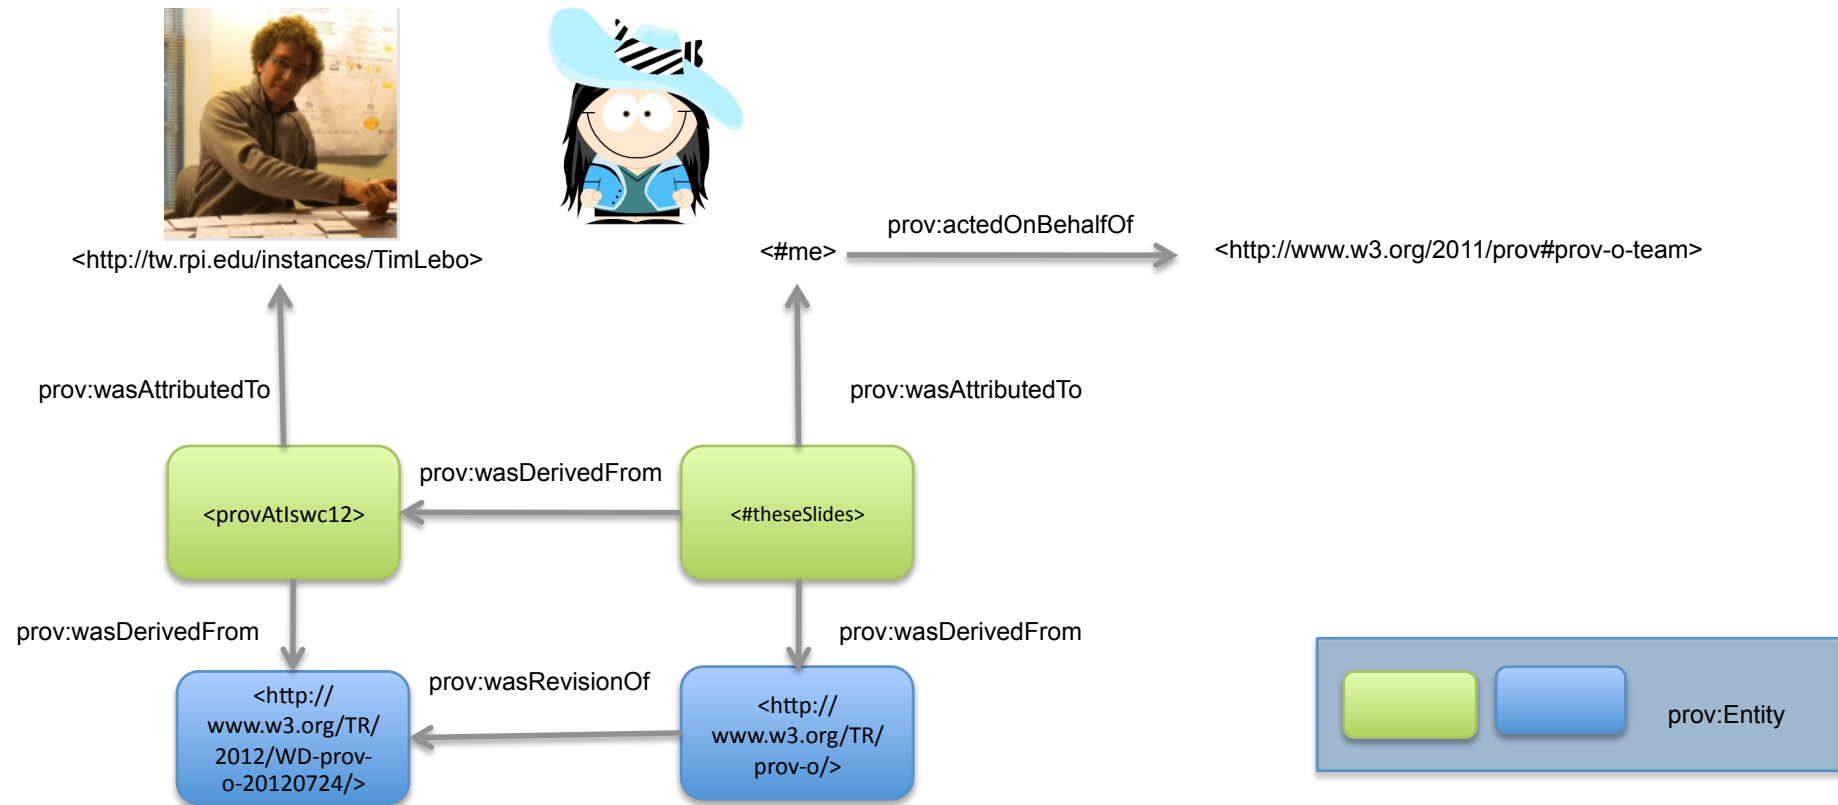 prov:actedOnBehalfOf
<http://tw.rpi.edu/instances/TimLebo>
<#me>
<http://www.w3.org/2011/prov#prov-o-team>
prov:wasAttributedTo
prov:wasAttributedTo
prov:wasDerivedFrom
<provAtIswc12>
<#theseSlides>
prov:wasDerivedFrom
prov:wasDerivedFrom
prov:wasRevisionOf
<http://
www.w3.org/TR/
2012/WD-prov-
o-20120724/>
<http://
www.w3.org/TR/
prov-o/>
prov:Entity